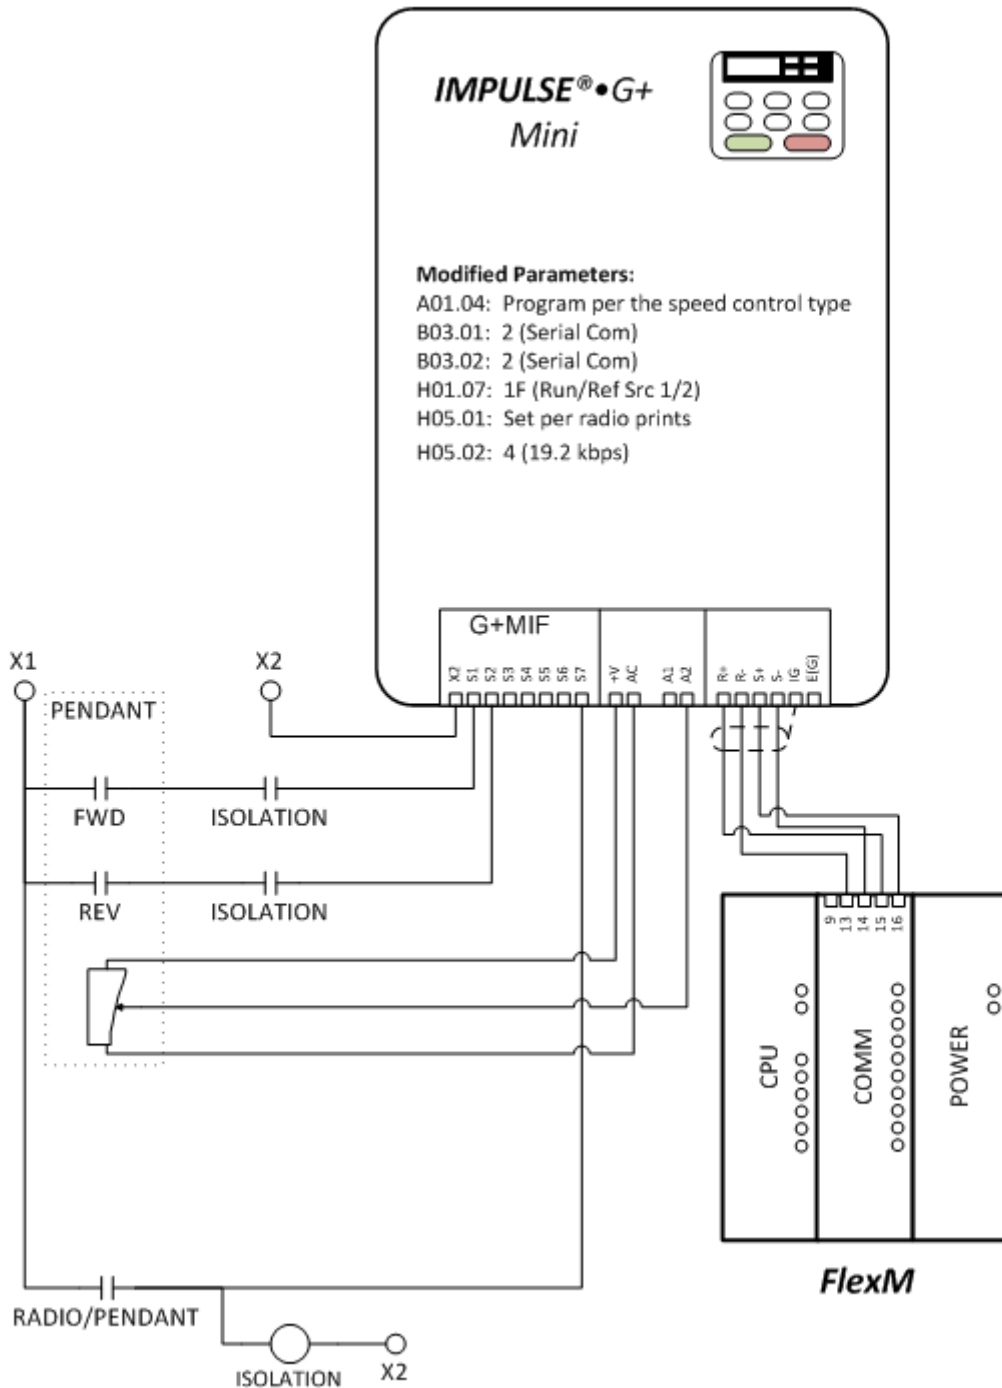 IMPULSE®•G+
Mini
Modified Parameters:
A01.04: Program per the speed control type
B03.01: 2 (Serial Com)
B03.02: 2 (Serial Com)
H01.07: 1F (Run/Ref Src 1/2)
H05.01: Set per radio prints
H05.02: 4 (19.2 kbps)
G+MIF
X2 S1 S2 S3 S4 S5 S6 S7 +V AC A1 A2 R+ R- S+ S- IG E(G)
X1
X2
PENDANT
FWD
ISOLATION
REV
ISOLATION
9 13 14 15 16
CPU
COMM
POWER
FlexM
RADIO/PENDANT
ISOLATION
X2